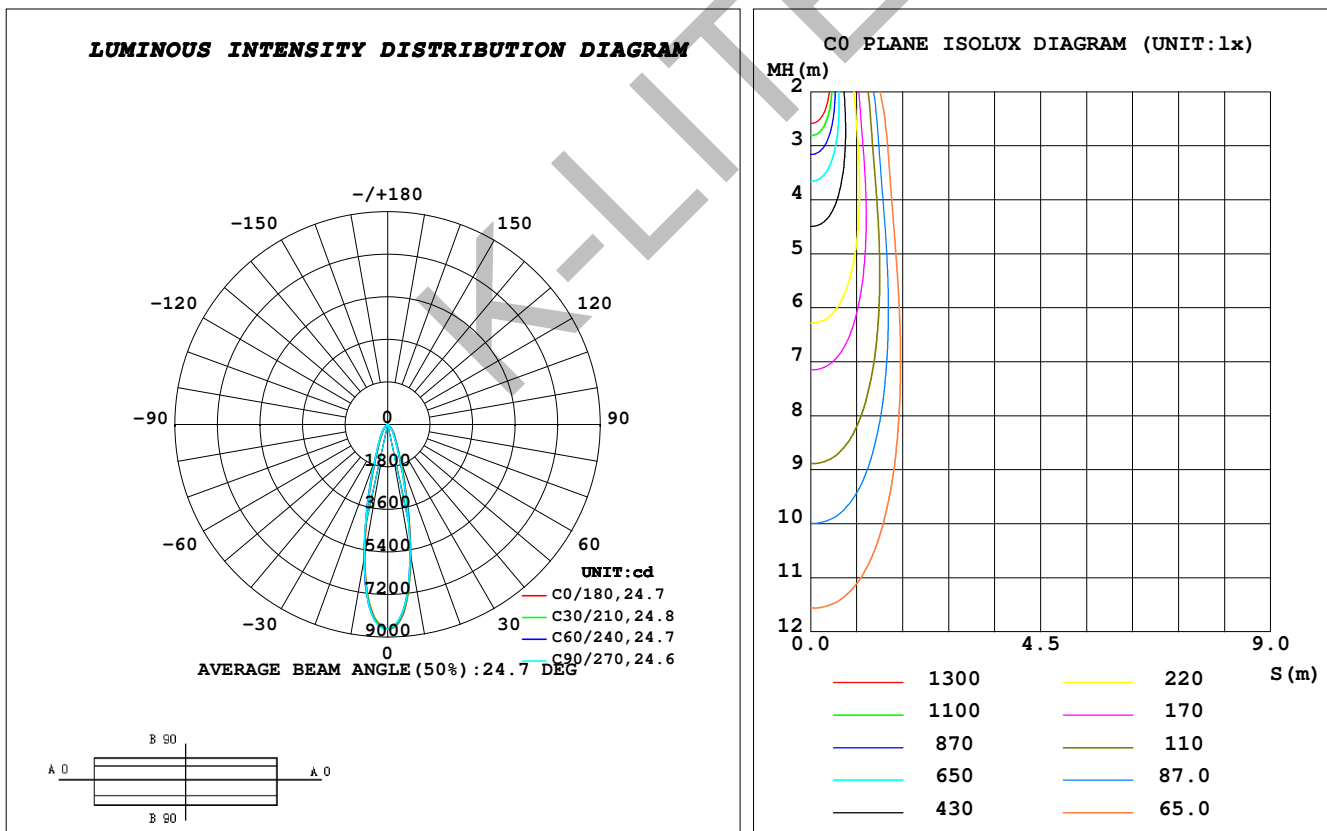 LUMINOUS INTENSITY DISTRIBUTION DIAGRAM
-/+180
-150 150
-120 120
-90 90
-60 60
-30 30
0
1800
3600
5400
7200
9000
0
UNIT:cd
C0/180,24.7
C30/210,24.8
C60/240,24.7
C90/270,24.6
AVERAGE BEAM ANGLE(50%):24.7 DEG
B 90
A 0 A 0
B 90
C0 PLANE ISOLUX DIAGRAM (UNIT:lx)
MH(m)
2
3
4
5
6
7
8
9
10
11
12
0.0 4.5 9.0
S(m)
1300 220
1100 170
870 110
650 87.0
430 65.0
K-LITE